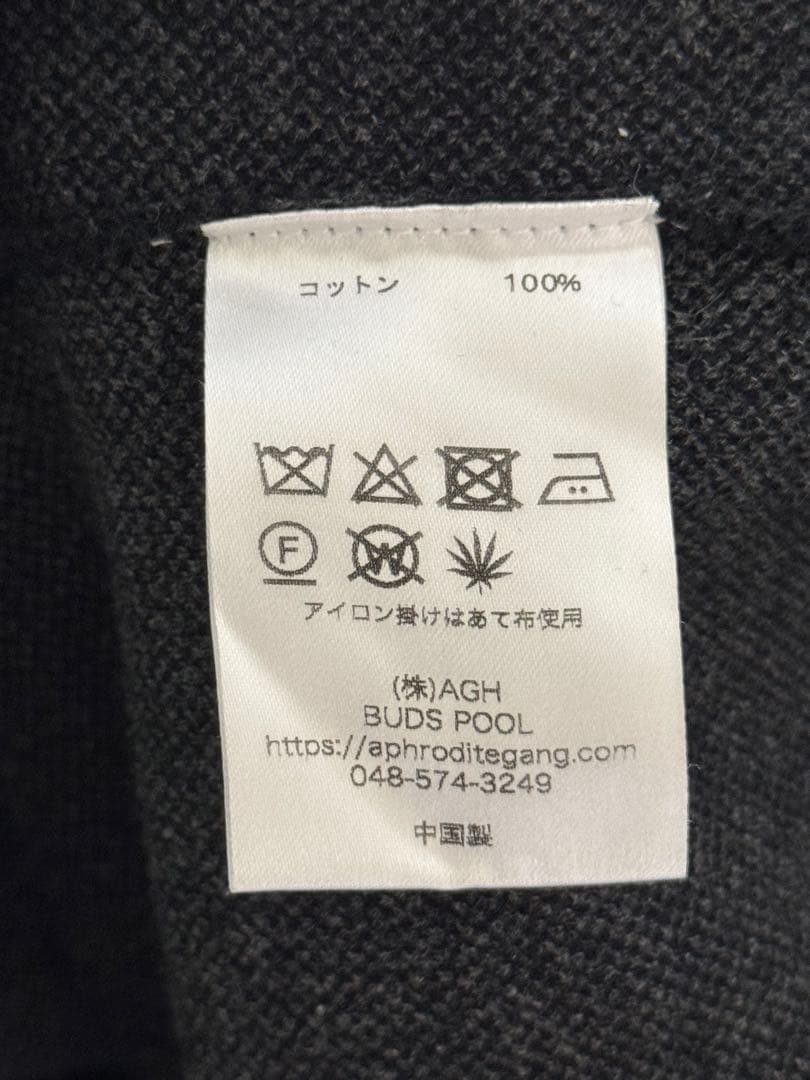 コットン 100%
F W
アイロン掛けはあて布使用
(株)AGH
BUDS POOL
https://aphroditegang.com
048-574-3249
中国製